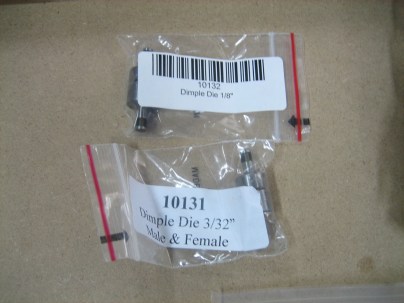 10132
Dimple Die 1/8"
10131
Dimple Die 3/32"
Male & Female